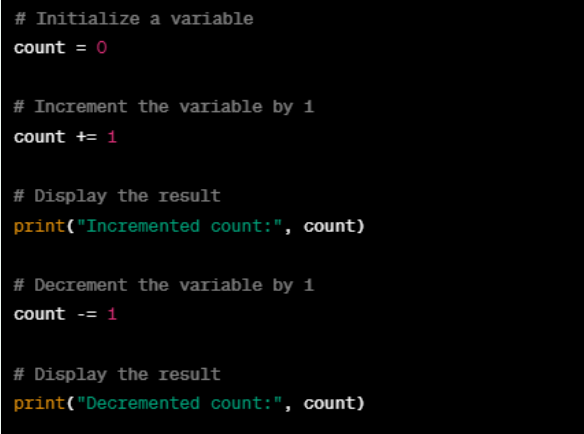 # Initialize a variable
count = 0
# Increment the variable by 1
count += 1
# Display the result
print("Incremented count:", count)
# Decrement the variable by 1
count -= 1
# Display the result
print("Decremented count:", count)